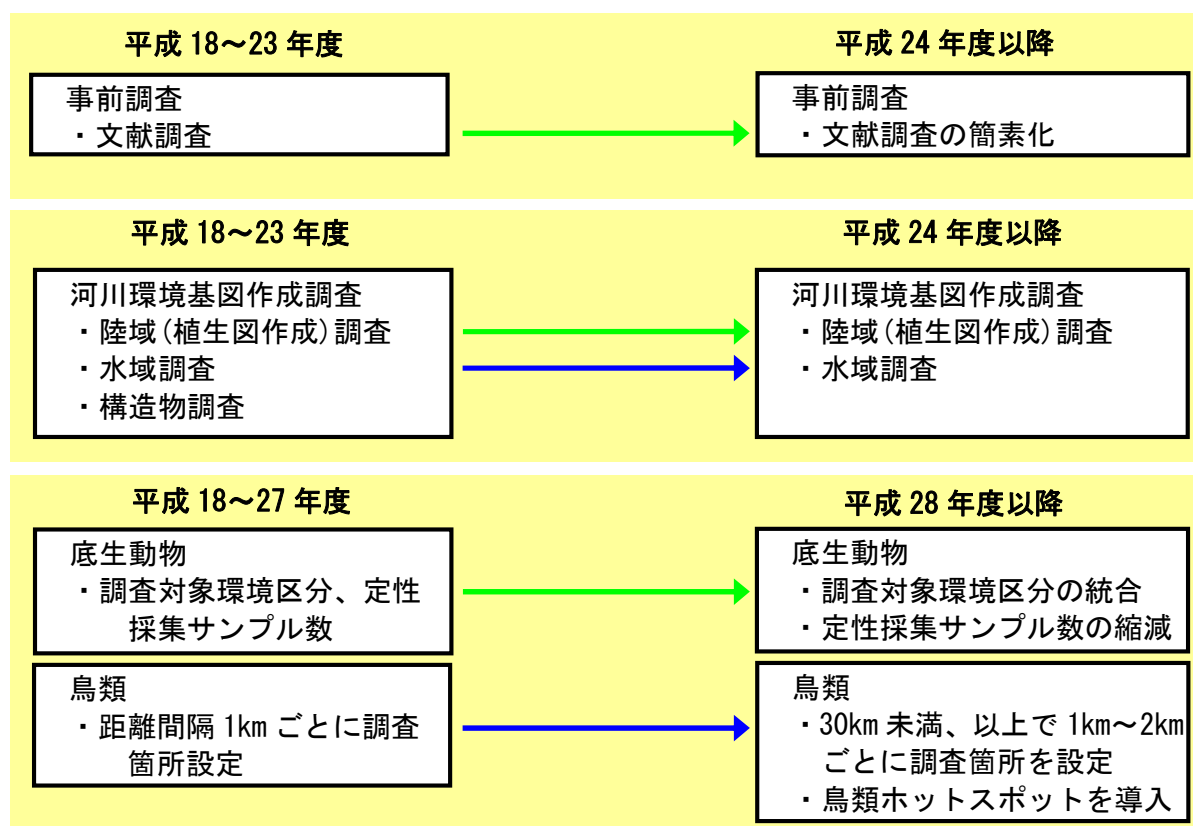 平成 18～23 年度
平成 24 年度以降
事前調査
・文献調査
事前調査
・文献調査の簡素化
平成 18～23 年度
平成 24 年度以降
河川環境基図作成調査
・陸域(植生図作成)調査
・水域調査
・構造物調査
河川環境基図作成調査
・陸域(植生図作成)調査
・水域調査
平成 18～27 年度
平成 28 年度以降
底生動物
・調査対象環境区分、定性
採集サンプル数
底生動物
・調査対象環境区分の統合
・定性採集サンプル数の縮減
鳥類
・距離間隔 1km ごとに調査
箇所設定
鳥類
・30km 未満、以上で 1km～2km
ごとに調査箇所を設定
・鳥類ホットスポットを導入